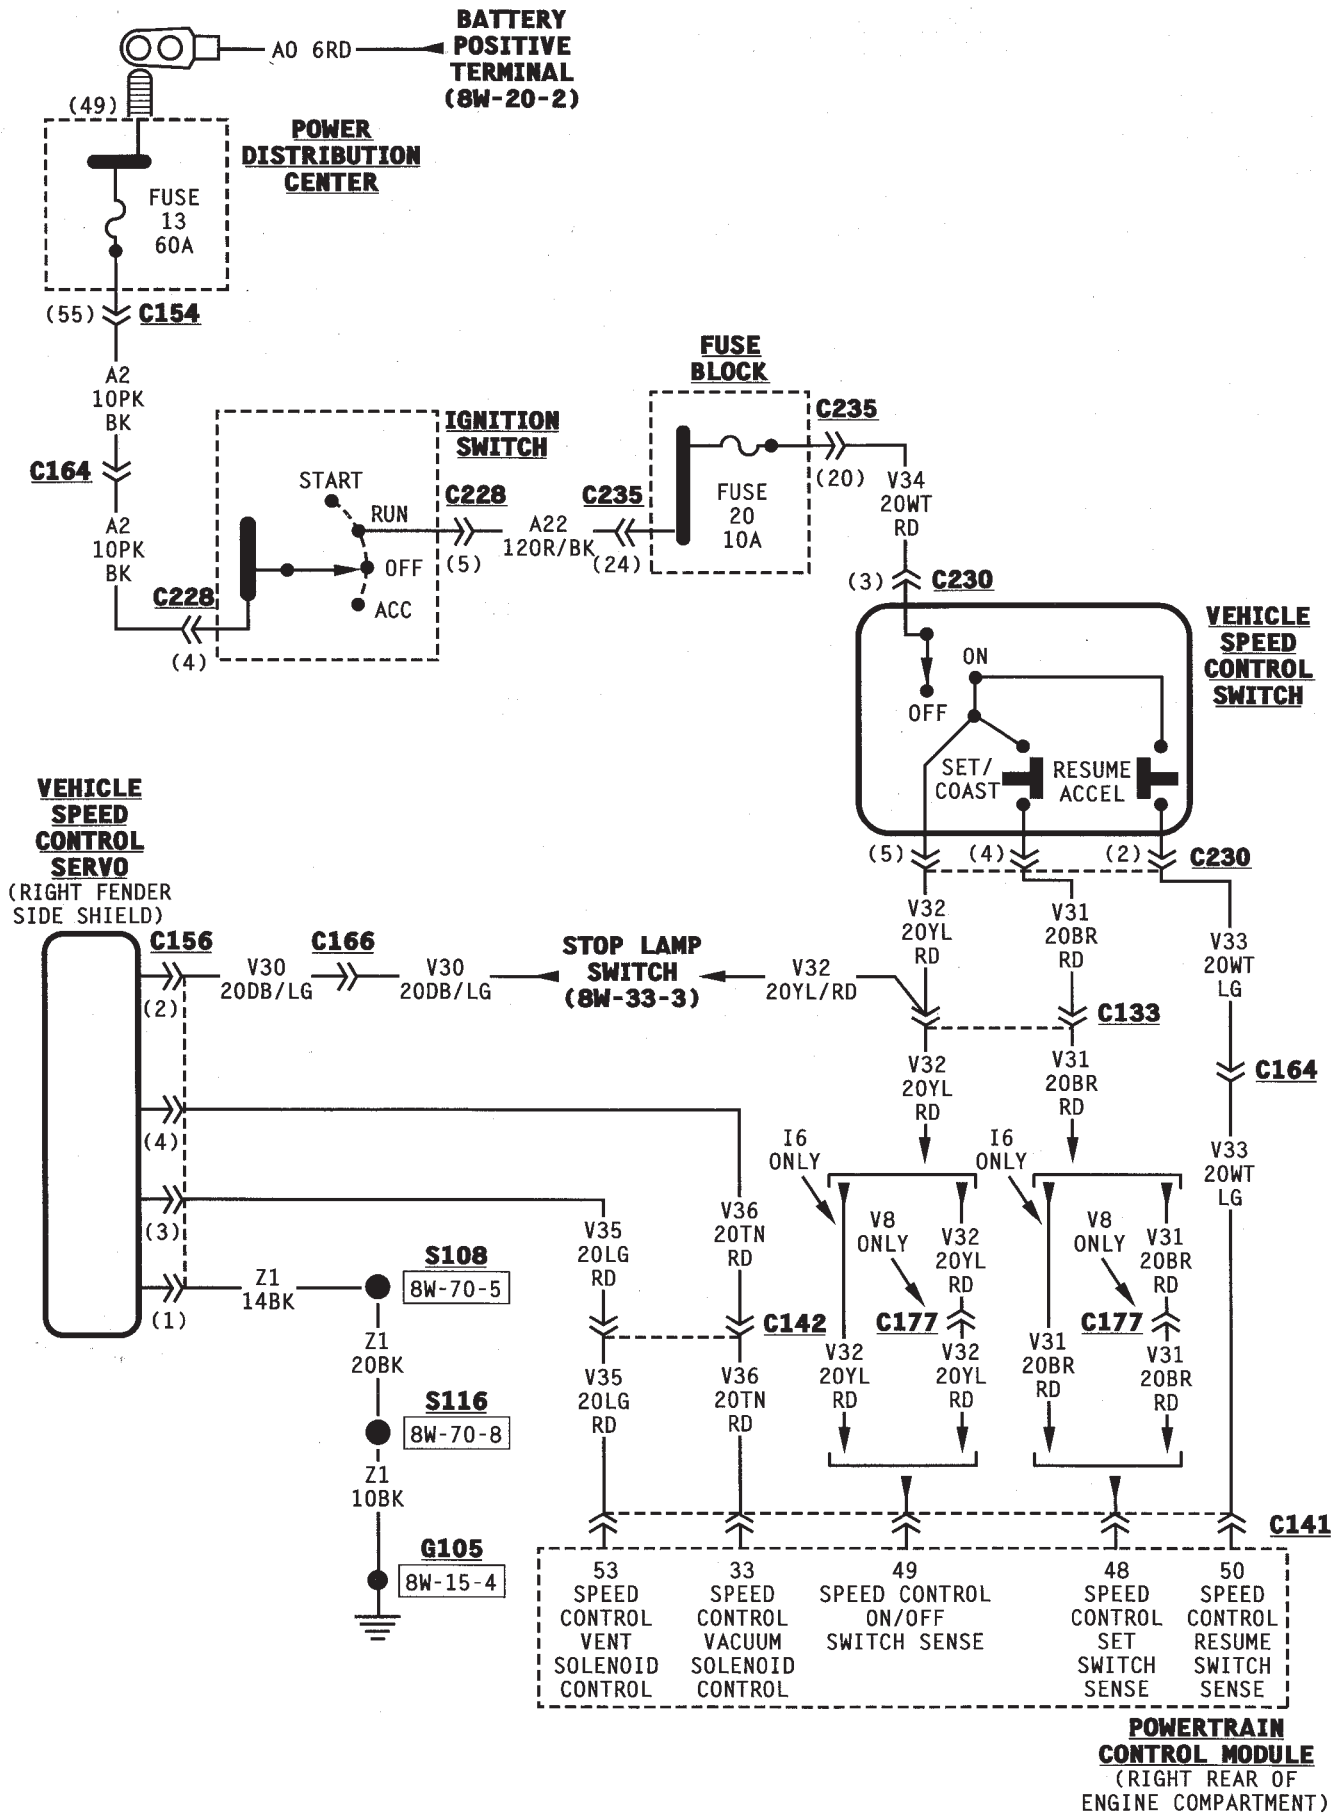 BATTERY
POSITIVE
TERMINAL
(8W-20-2)
A0 6RD
(49)
POWER
DISTRIBUTION
CENTER
FUSE
13
60A
(55)
C154
A2
10PK
BK
C164
A2
10PK
BK
C228
(4)
IGNITION
SWITCH
START
RUN
OFF
ACC
C228
(5)
A22
12OR/BK
C235
(24)
FUSE
BLOCK
FUSE
20
10A
C235
(20)
V34
20WT
RD
(3)
C230
VEHICLE
SPEED
CONTROL
SWITCH
ON
OFF
SET/
COAST
RESUME
ACCEL
(5)
(4)
(2)
C230
VEHICLE
SPEED
CONTROL
SERVO
(RIGHT FENDER
SIDE SHIELD)
C156
(2)
V30
20DB/LG
C166
V30
20DB/LG
STOP LAMP
SWITCH
(8W-33-3)
V32
20YL/RD
V32
20YL
RD
V31
20BR
RD
V33
20WT
LG
C133
C164
V32
20YL
RD
V31
20BR
RD
V33
20WT
LG
(4)
(3)
(1)
Z1
14BK
S108
8W-70-5
Z1
20BK
S116
8W-70-8
Z1
10BK
G105
8W-15-4
V35
20LG
RD
V36
20TN
RD
C142
V35
20LG
RD
V36
20TN
RD
I6
ONLY
V8
ONLY
V32
20YL
RD
C177
V32
20YL
RD
V32
20YL
RD
I6
ONLY
V8
ONLY
V31
20BR
RD
C177
V31
20BR
RD
V31
20BR
RD
C141
53
SPEED
CONTROL
VENT
SOLENOID
CONTROL
33
SPEED
CONTROL
VACUUM
SOLENOID
CONTROL
49
SPEED CONTROL
ON/OFF
SWITCH SENSE
48
SPEED
CONTROL
SET
SWITCH
SENSE
50
SPEED
CONTROL
RESUME
SWITCH
SENSE
POWERTRAIN
CONTROL MODULE
(RIGHT REAR OF
ENGINE COMPARTMENT)